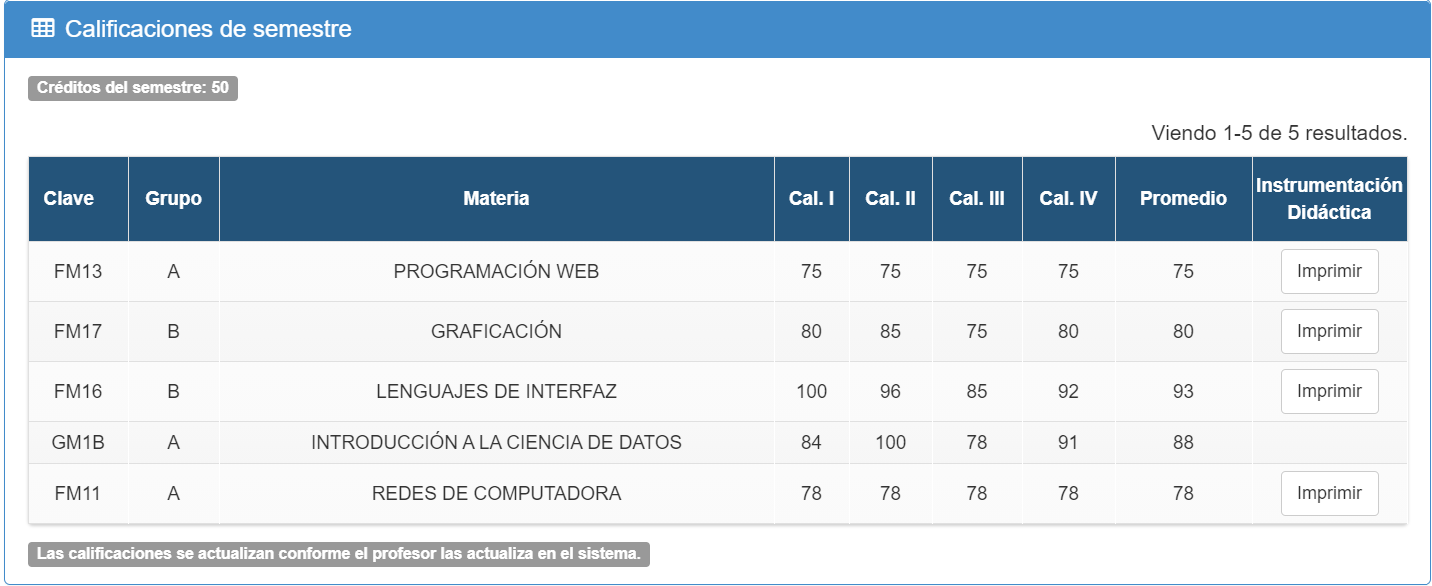 Calificaciones de semestre
Créditos del semestre: 50
Viendo 1-5 de 5 resultados.
Clave Grupo Materia Cal. I Cal. II Cal. III Cal. IV Promedio Instrumentación Didáctica
FM13 A PROGRAMACIÓN WEB 75 75 75 75 75 Imprimir
FM17 B GRAFICACIÓN 80 85 75 80 80 Imprimir
FM16 B LENGUAJES DE INTERFAZ 100 96 85 92 93 Imprimir
GM1B A INTRODUCCIÓN A LA CIENCIA DE DATOS 84 100 78 91 88
FM11 A REDES DE COMPUTADORA 78 78 78 78 78 Imprimir
Las calificaciones se actualizan conforme el profesor las actualiza en el sistema.